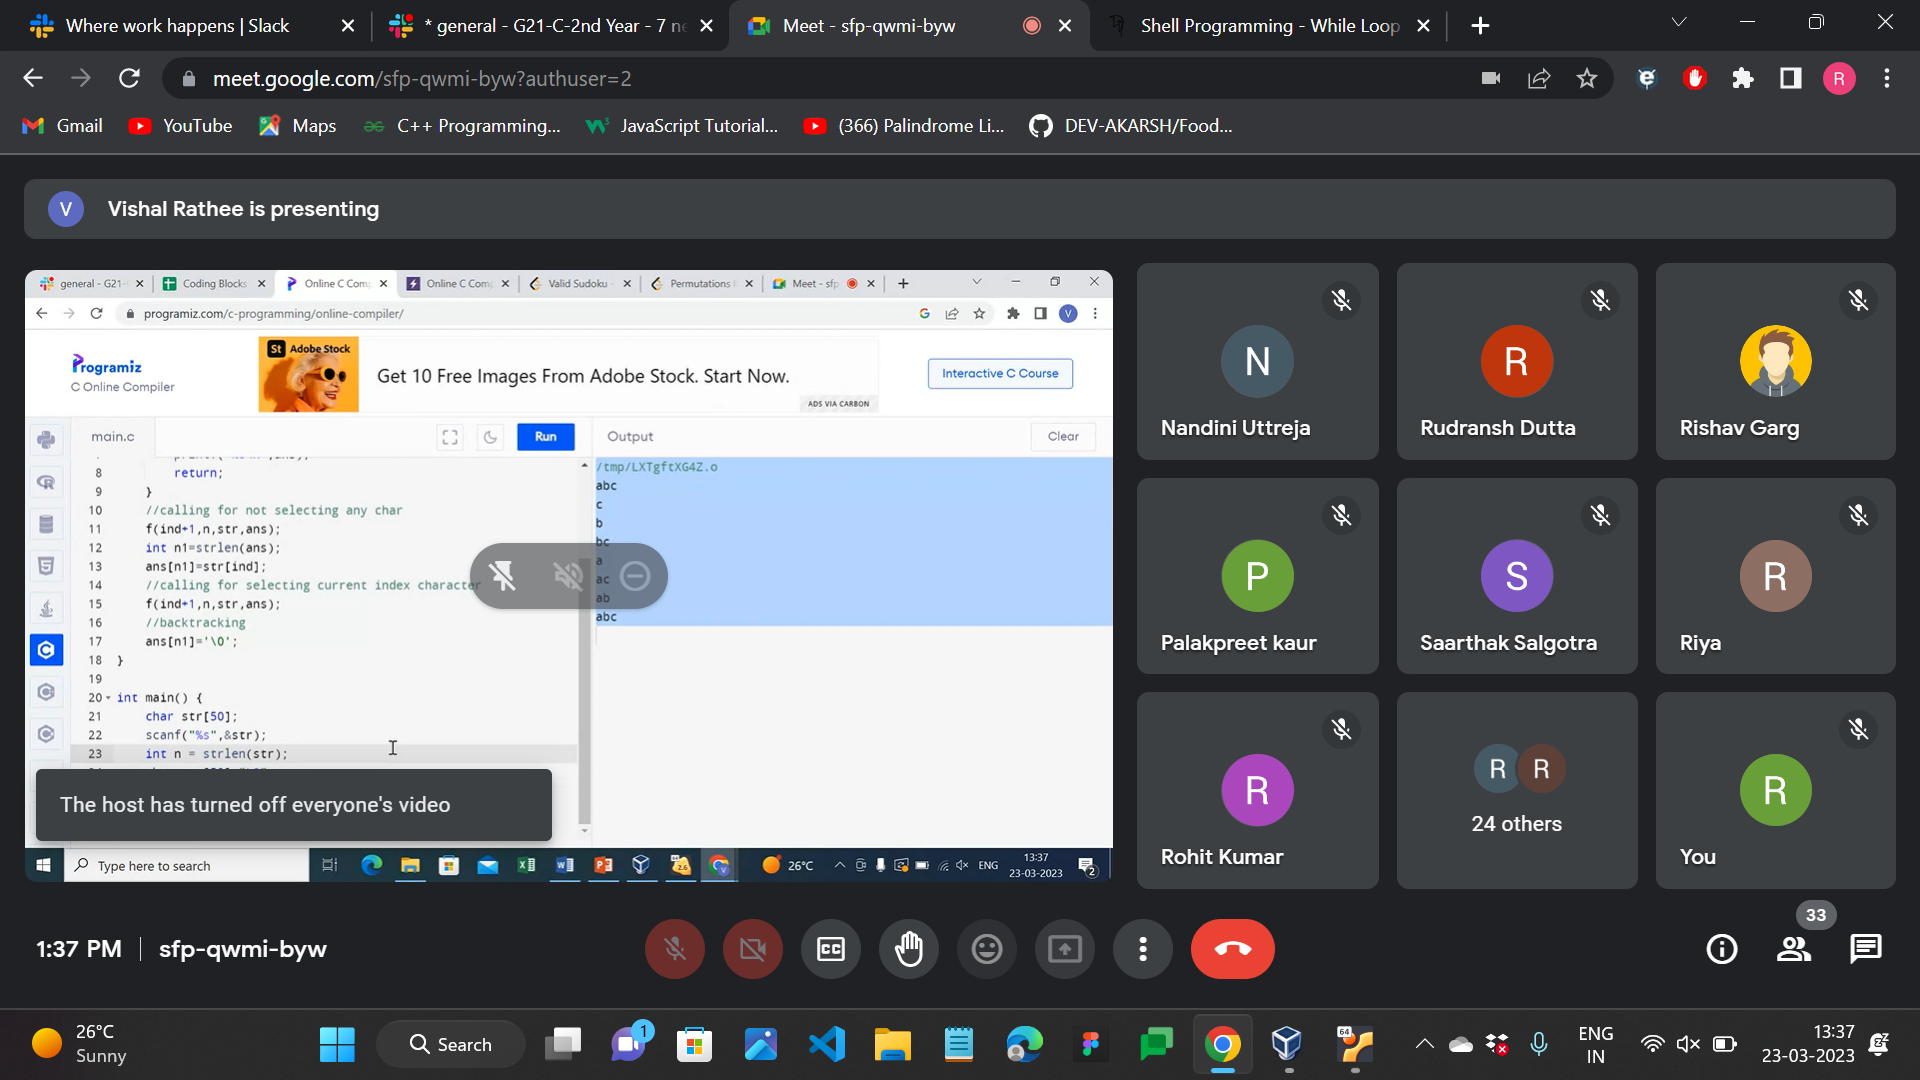 Where work happens | Slack
* general - G21-C-2nd Year - 7 ne
Meet - sfp-qwmi-byw
Shell Programming - While Loop
meet.google.com/sfp-qwmi-byw?authuser=2
R
Gmail
YouTube
Maps
C++ Programming...
JavaScript Tutorial...
(366) Palindrome Li...
DEV-AKARSH/Food...
V
Vishal Rathee is presenting
general - G21-
Coding Blocks
Online C Com
Online C Com
Valid Sudoku -
Permutations
Meet - sfp
programiz.com/c-programming/online-compiler/
V
Programiz
C Online Compiler
St Adobe Stock
Get 10 Free Images From Adobe Stock. Start Now.
ADS VIA CARBON
Interactive C Course
main.c
Run
Output
Clear
8 return;
9 }
10 //calling for not selecting any char
11 f(ind+1,n,str,ans);
12 int n1=strlen(ans);
13 ans[n1]=str[ind];
14 //calling for selecting current index character
15 f(ind+1,n,str,ans);
16 //backtracking
17 ans[n1]='\0';
18 }
19
20 int main() {
21 char str[50];
22 scanf("%s",&str);
23 int n = strlen(str);
/tmp/LXTgftXG4Z.o
abc
c
b
bc
a
ac
ab
abc
The host has turned off everyone's video
Type here to search
26°C
ENG
13:37
23-03-2023
2
N
Nandini Uttreja
R
Rudransh Dutta
Rishav Garg
P
Palakpreet kaur
S
Saarthak Salgotra
R
Riya
R
Rohit Kumar
R R
24 others
R
You
1:37 PM | sfp-qwmi-byw
CC
33
26°C
Sunny
Search
1
64
ENG
IN
13:37
23-03-2023